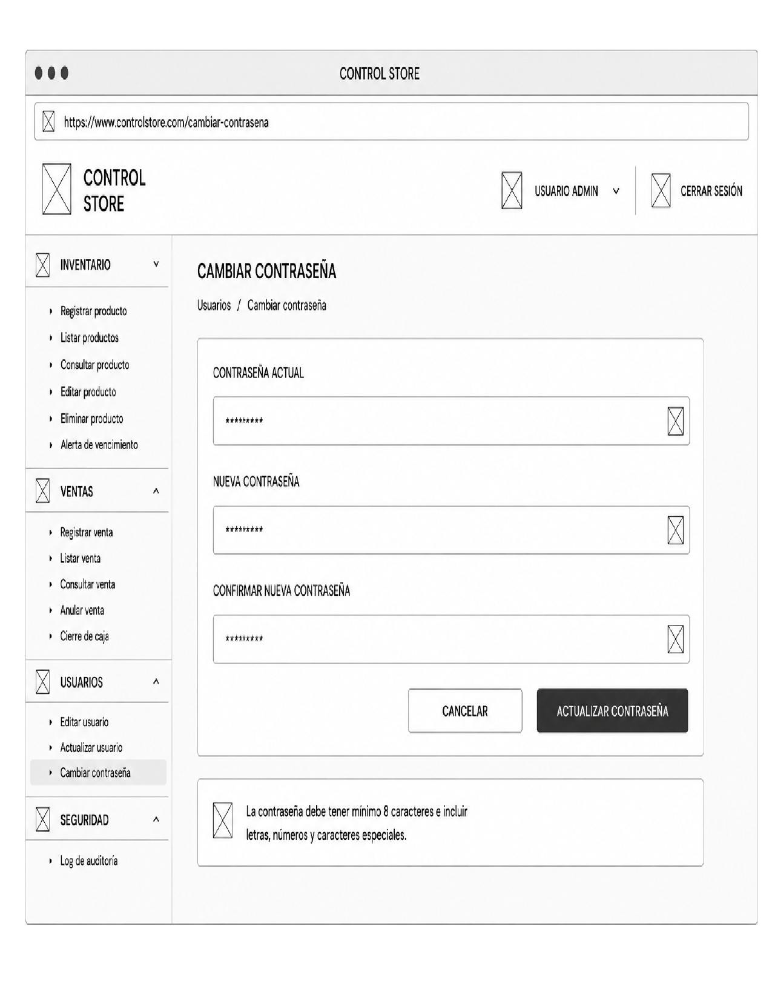 CONTROL STORE
https://www.controlstore.com/cambiar-contrasena
CONTROL
STORE
USUARIO ADMIN
CERRAR SESIÓN
INVENTARIO
Registrar producto
Listar productos
Consultar producto
Editar producto
Eliminar producto
Alerta de vencimiento
VENTAS
Registrar venta
Listar venta
Consultar venta
Anular venta
Cierre de caja
USUARIOS
Editar usuario
Actualizar usuario
Cambiar contraseña
SEGURIDAD
Log de auditoría
CAMBIAR CONTRASEÑA
Usuarios / Cambiar contraseña
CONTRASEÑA ACTUAL
*********
NUEVA CONTRASEÑA
*********
CONFIRMAR NUEVA CONTRASEÑA
*********
CANCELAR
ACTUALIZAR CONTRASEÑA
La contraseña debe tener mínimo 8 caracteres e incluir
letras, números y caracteres especiales.